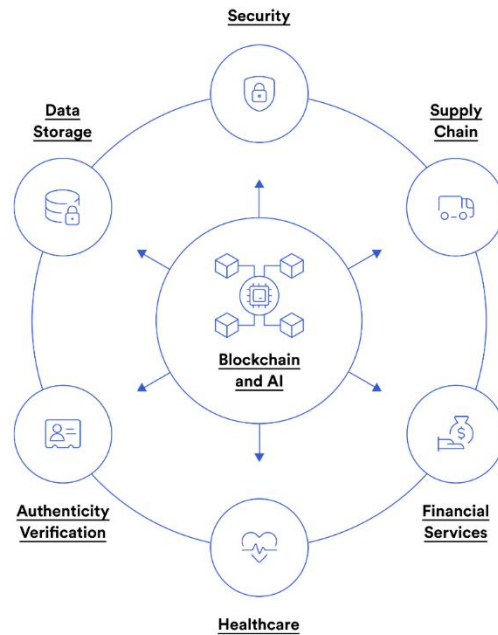 Security
Data
Storage
Supply
Chain
Blockchain
and AI
Authenticity
Verification
Financial
Services
$
Healthcare